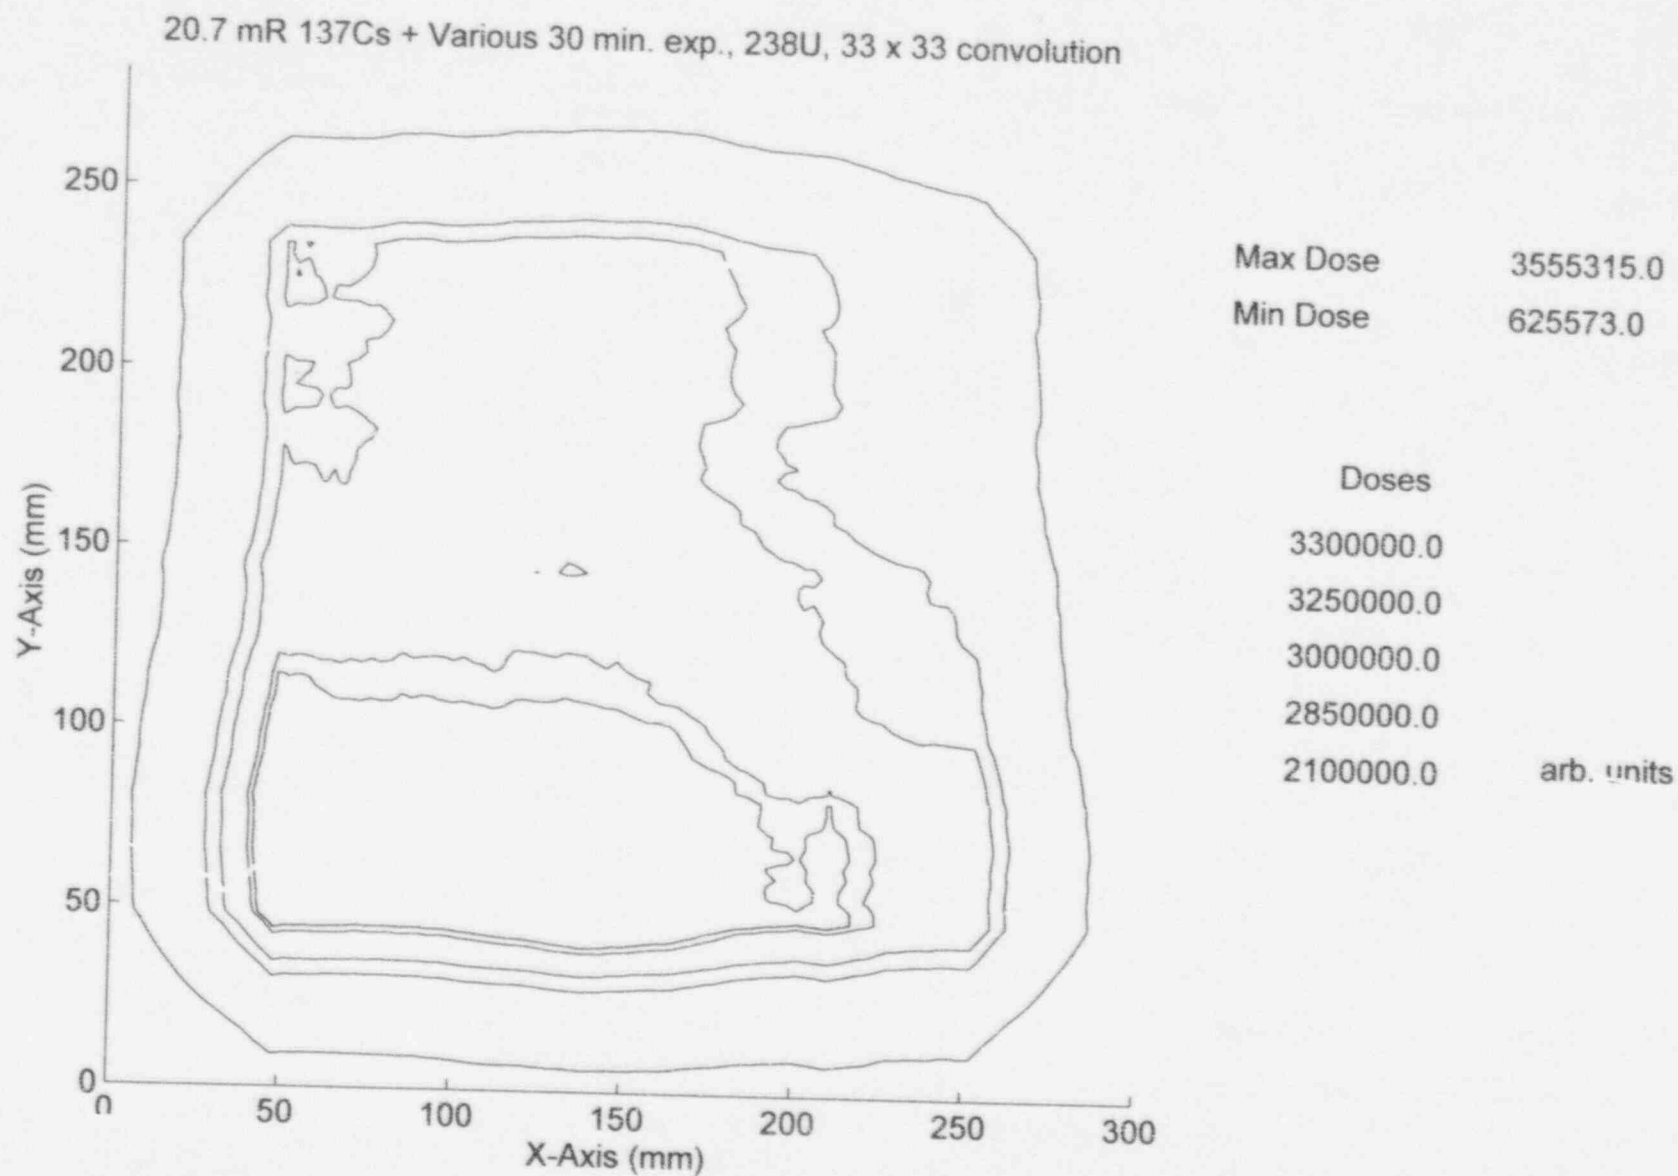 20.7 mR 137Cs + Various 30 min. exp., 238U, 33 x 33 convolution
250
200
150
100
50
0
Y-Axis (mm)
0 50 100 150 200 250 300
X-Axis (mm)
Max Dose 3555315.0
Min Dose 625573.0
Doses
3300000.0
3250000.0
3000000.0
2850000.0
2100000.0 arb. units